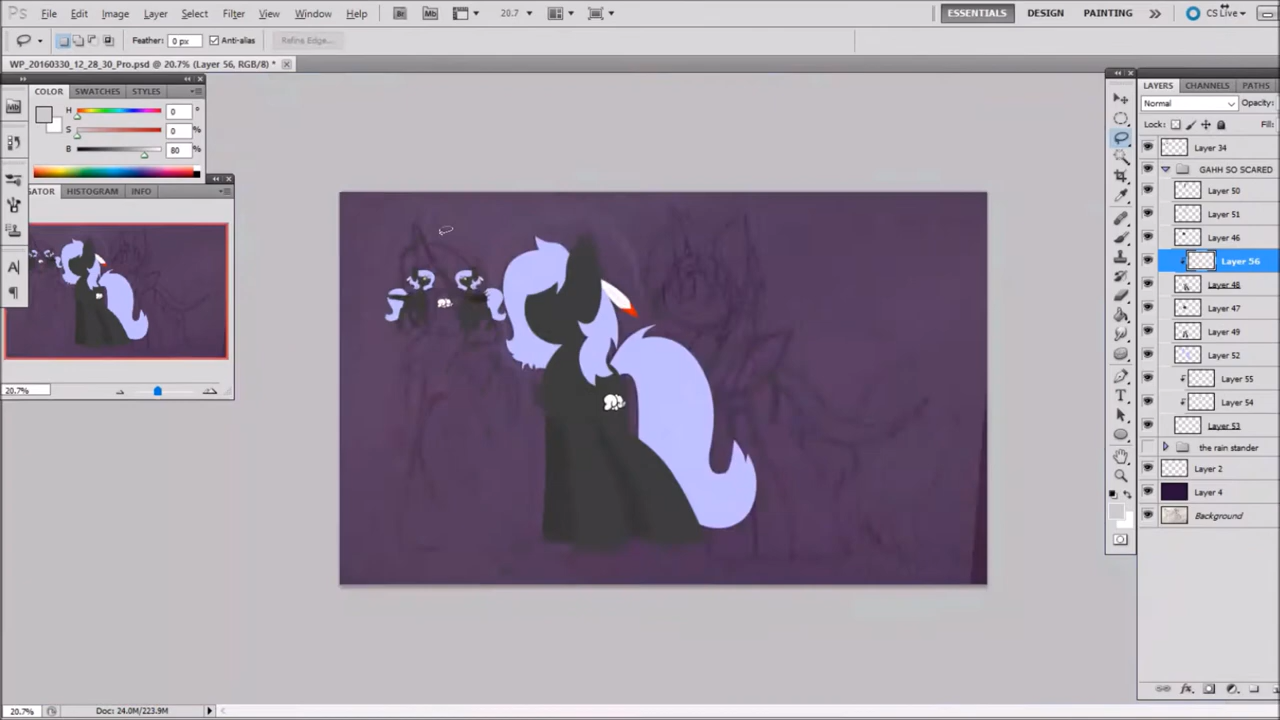 Ps File Edit Image Layer Select Filter View Window Help Br Mb 20.7 ESSENTIALS DESIGN PAINTING CS Live
Feather: 0 px Anti-alias Refine Edge...
WP_20160330_12_28_30_Pro.psd @ 20.7% (Layer 56, RGB/8) *
COLOR SWATCHES STYLES
H 0 °
S 0 %
B 80 %
GATOR HISTOGRAM INFO
20.7%
LAYERS CHANNELS PATHS
Normal Opacity:
Lock: Fill:
Layer 34
GAHH SO SCARED
Layer 50
Layer 51
Layer 46
Layer 56
Layer 48
Layer 47
Layer 49
Layer 52
Layer 55
Layer 54
Layer 53
the rain stander
Layer 2
Layer 4
Background
20.7% Doc: 24.0M/223.9M